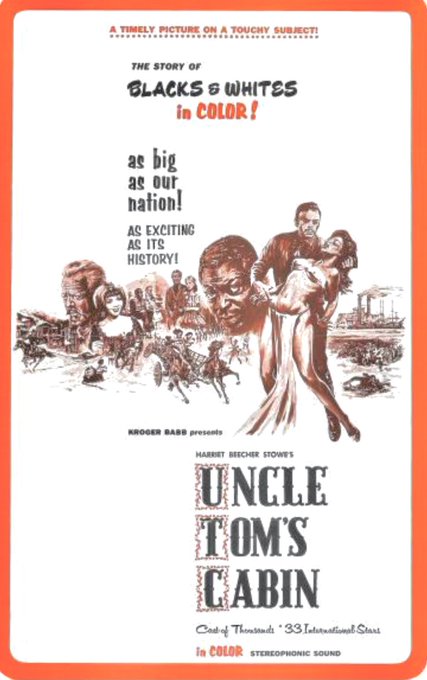 A TIMELY PICTURE ON A TOUCHY SUBJECT!
THE STORY OF
BLACKS & WHITES
in COLOR!
as big
as our
nation!
AS EXCITING
AS ITS
HISTORY!
KROGER BABB presents
HARRIET BEECHER STOWE'S
UNCLE
TOM'S
CABIN
Cast of Thousands * 33 International Stars
in COLOR STEREOPHONIC SOUND